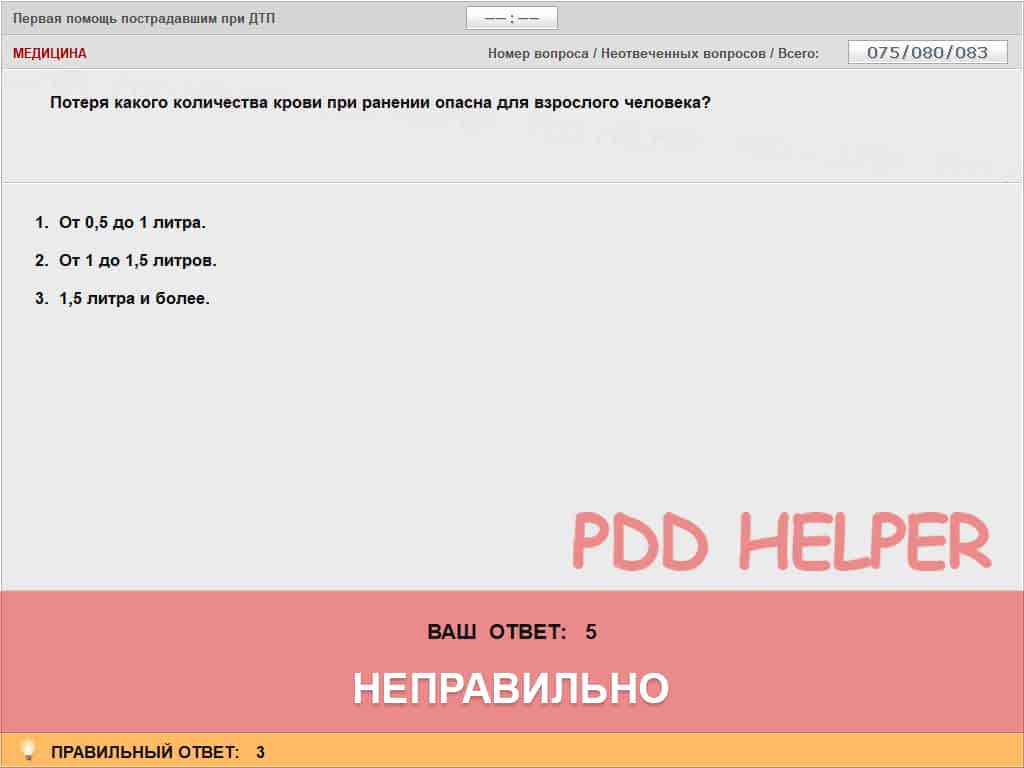 Первая помощь пострадавшим при ДТП
—— : ——
МЕДИЦИНА
Номер вопроса / Неотвеченных вопросов / Всего:
075/080/083
Потеря какого количества крови при ранении опасна для взрослого человека?
1. От 0,5 до 1 литра.
2. От 1 до 1,5 литров.
3. 1,5 литра и более.
PDD HELPER
ВАШ ОТВЕТ: 5
НЕПРАВИЛЬНО
ПРАВИЛЬНЫЙ ОТВЕТ: 3